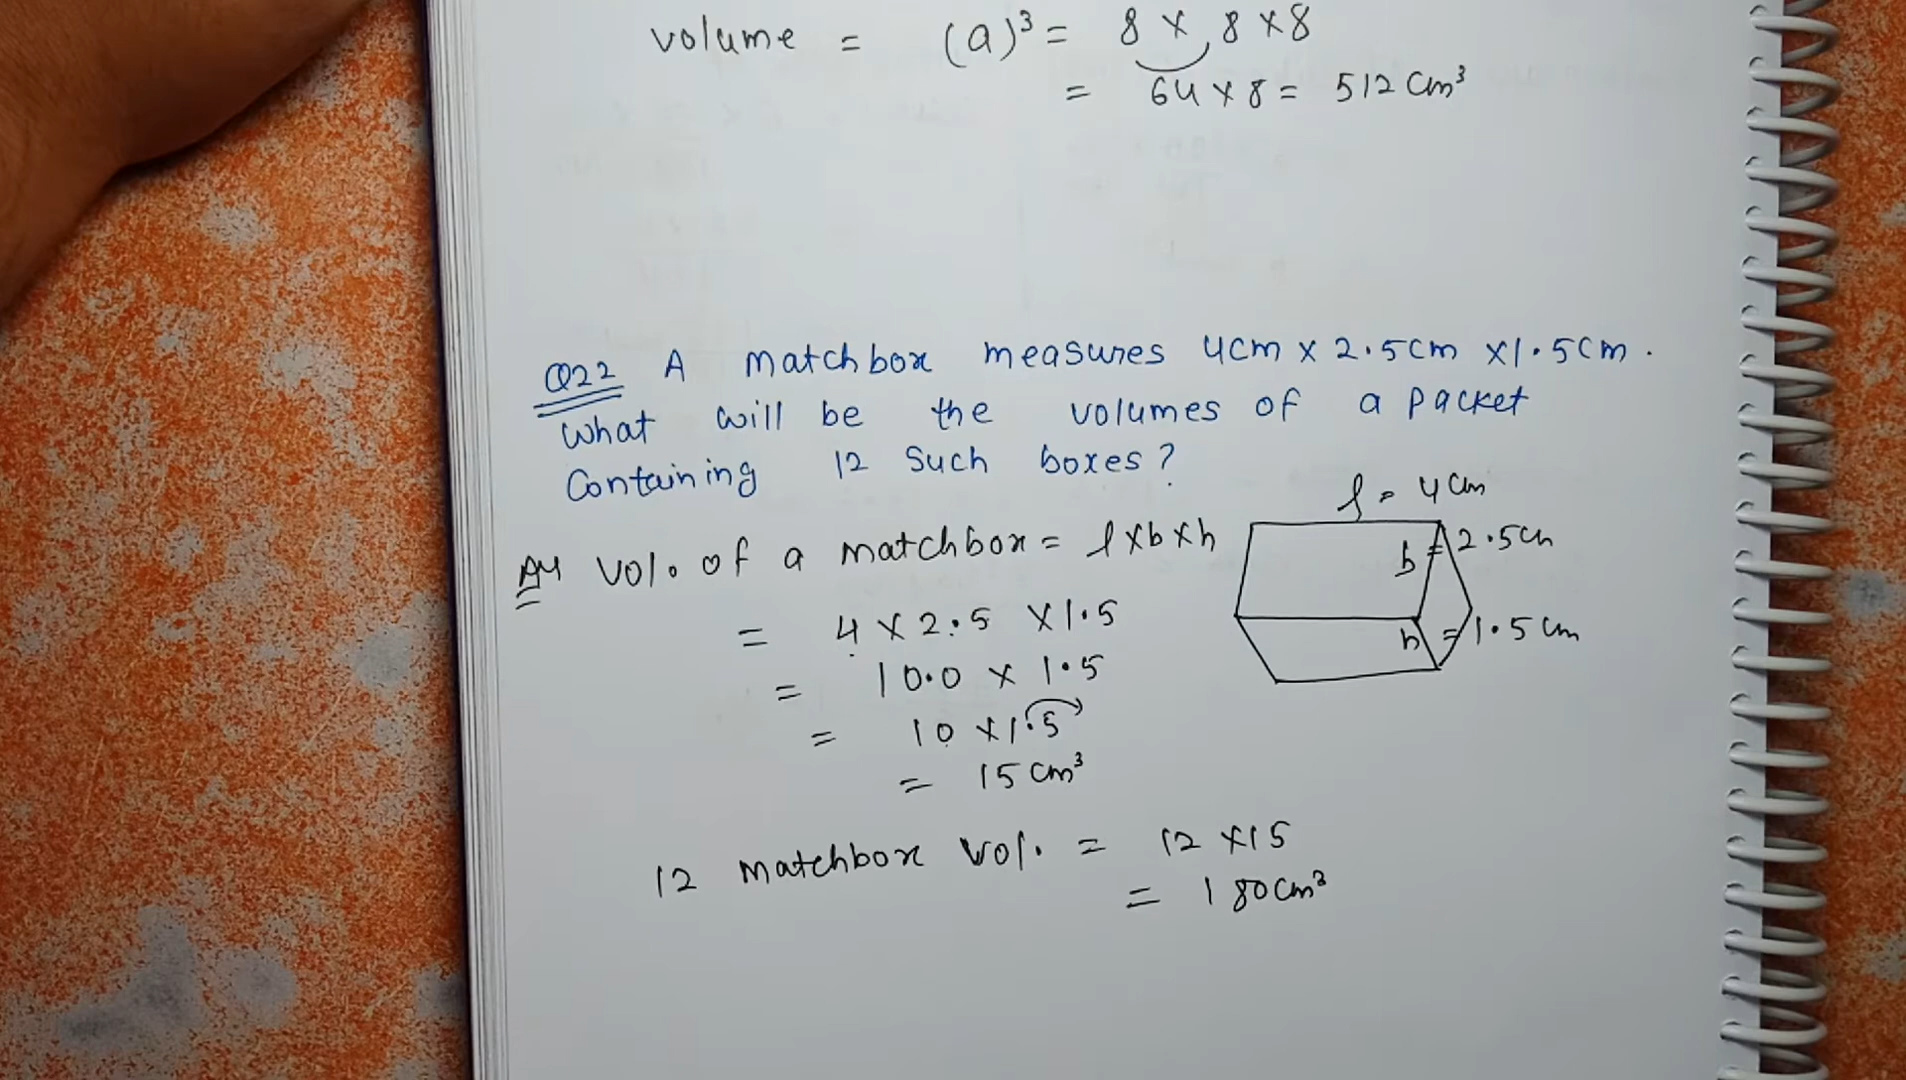 volume = (a)³ = 8 × 8 × 8
= 64 × 8 = 512 cm³
Q22 A matchbox measures 4cm × 2.5cm × 1.5cm.
What will be the volumes of a packet
Containing 12 such boxes?
l = 4 cm
Vol. of a matchbox = l×b×h
b = 2.5cm
= 4 × 2.5 × 1.5
h = 1.5 cm
= 10.0 × 1.5
= 10 × 1.5
= 15 cm³
12 matchbox vol. = 12 × 15
= 180 cm³